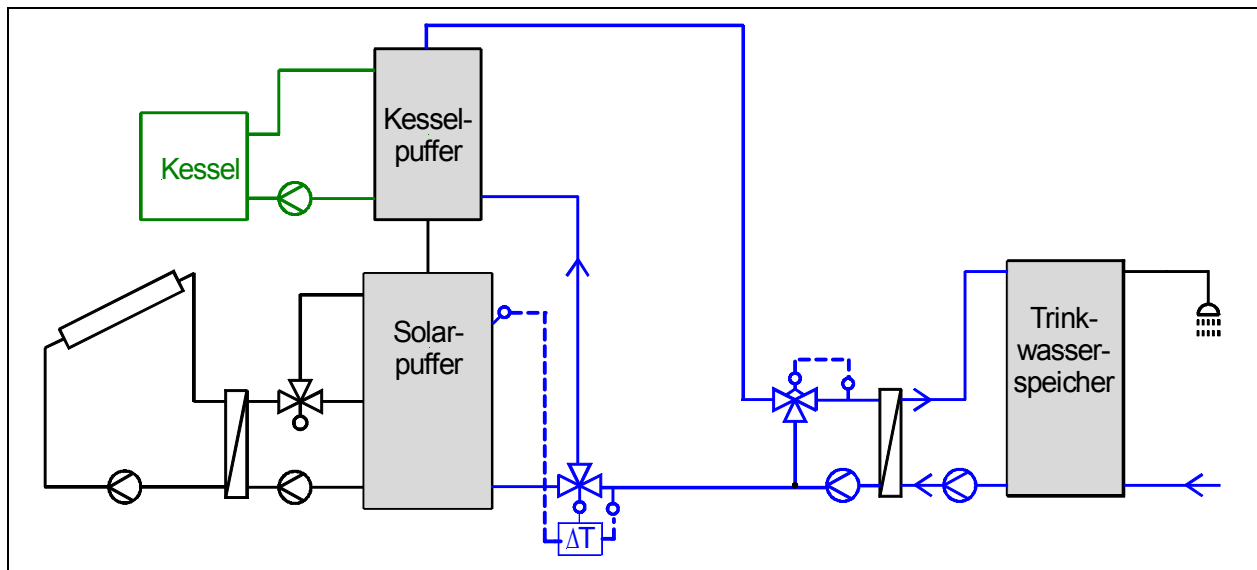 Kessel-
puffer
Kessel
Solar-
puffer
Trink-
wasser-
speicher
ΔT